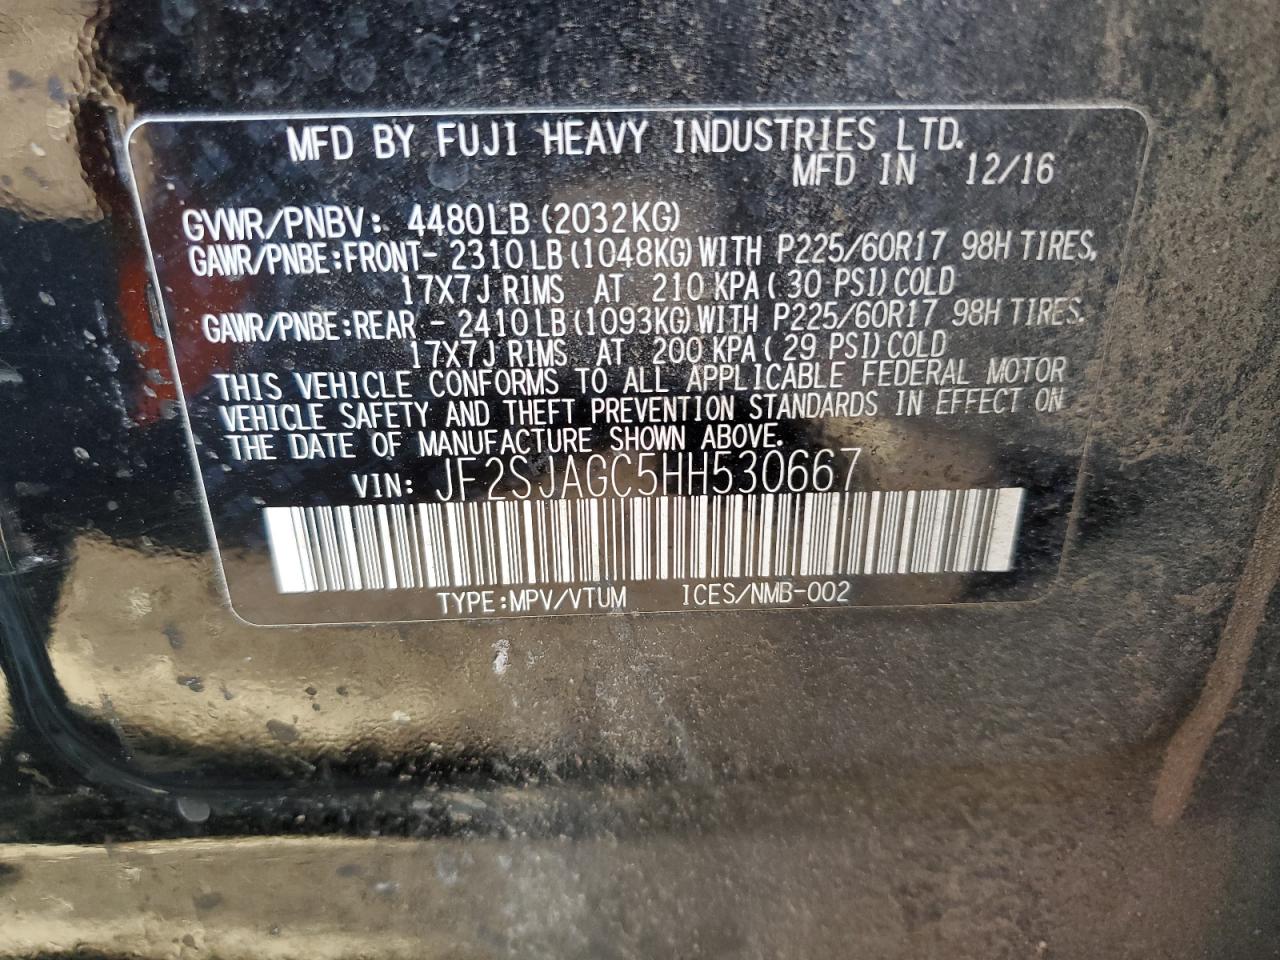 MFD BY FUJI HEAVY INDUSTRIES LTD.
MFD IN 12/16
GVWR/PNBV: 4480LB (2032KG)
GAWR/PNBE:FRONT- 2310LB (1048KG) WITH P225/60R17 98H TIRES,
17X7J RIMS AT 210 KPA ( 30 PSI) COLD
GAWR/PNBE:REAR - 2410LB (1093KG) WITH P225/60R17 98H TIRES.
17X7J RIMS AT 200 KPA ( 29 PSI) COLD
THIS VEHICLE CONFORMS TO ALL APPLICABLE FEDERAL MOTOR
VEHICLE SAFETY AND THEFT PREVENTION STANDARDS IN EFFECT ON
THE DATE OF MANUFACTURE SHOWN ABOVE.
VIN: JF2SJAGC5HH530667
TYPE:MPV/VTUM ICES/NMB-002